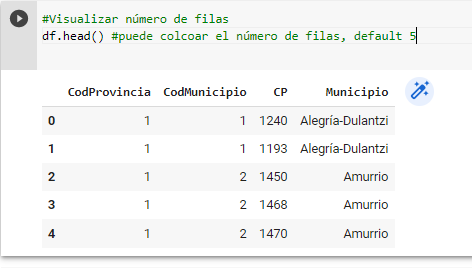 #Visualizar número de filas
df.head() #puede colcoar el número de filas, default 5
CodProvincia CodMunicipio CP Municipio
0 1 1 1240 Alegría-Dulantzi
1 1 1 1193 Alegría-Dulantzi
2 1 2 1450 Amurrio
3 1 2 1468 Amurrio
4 1 2 1470 Amurrio